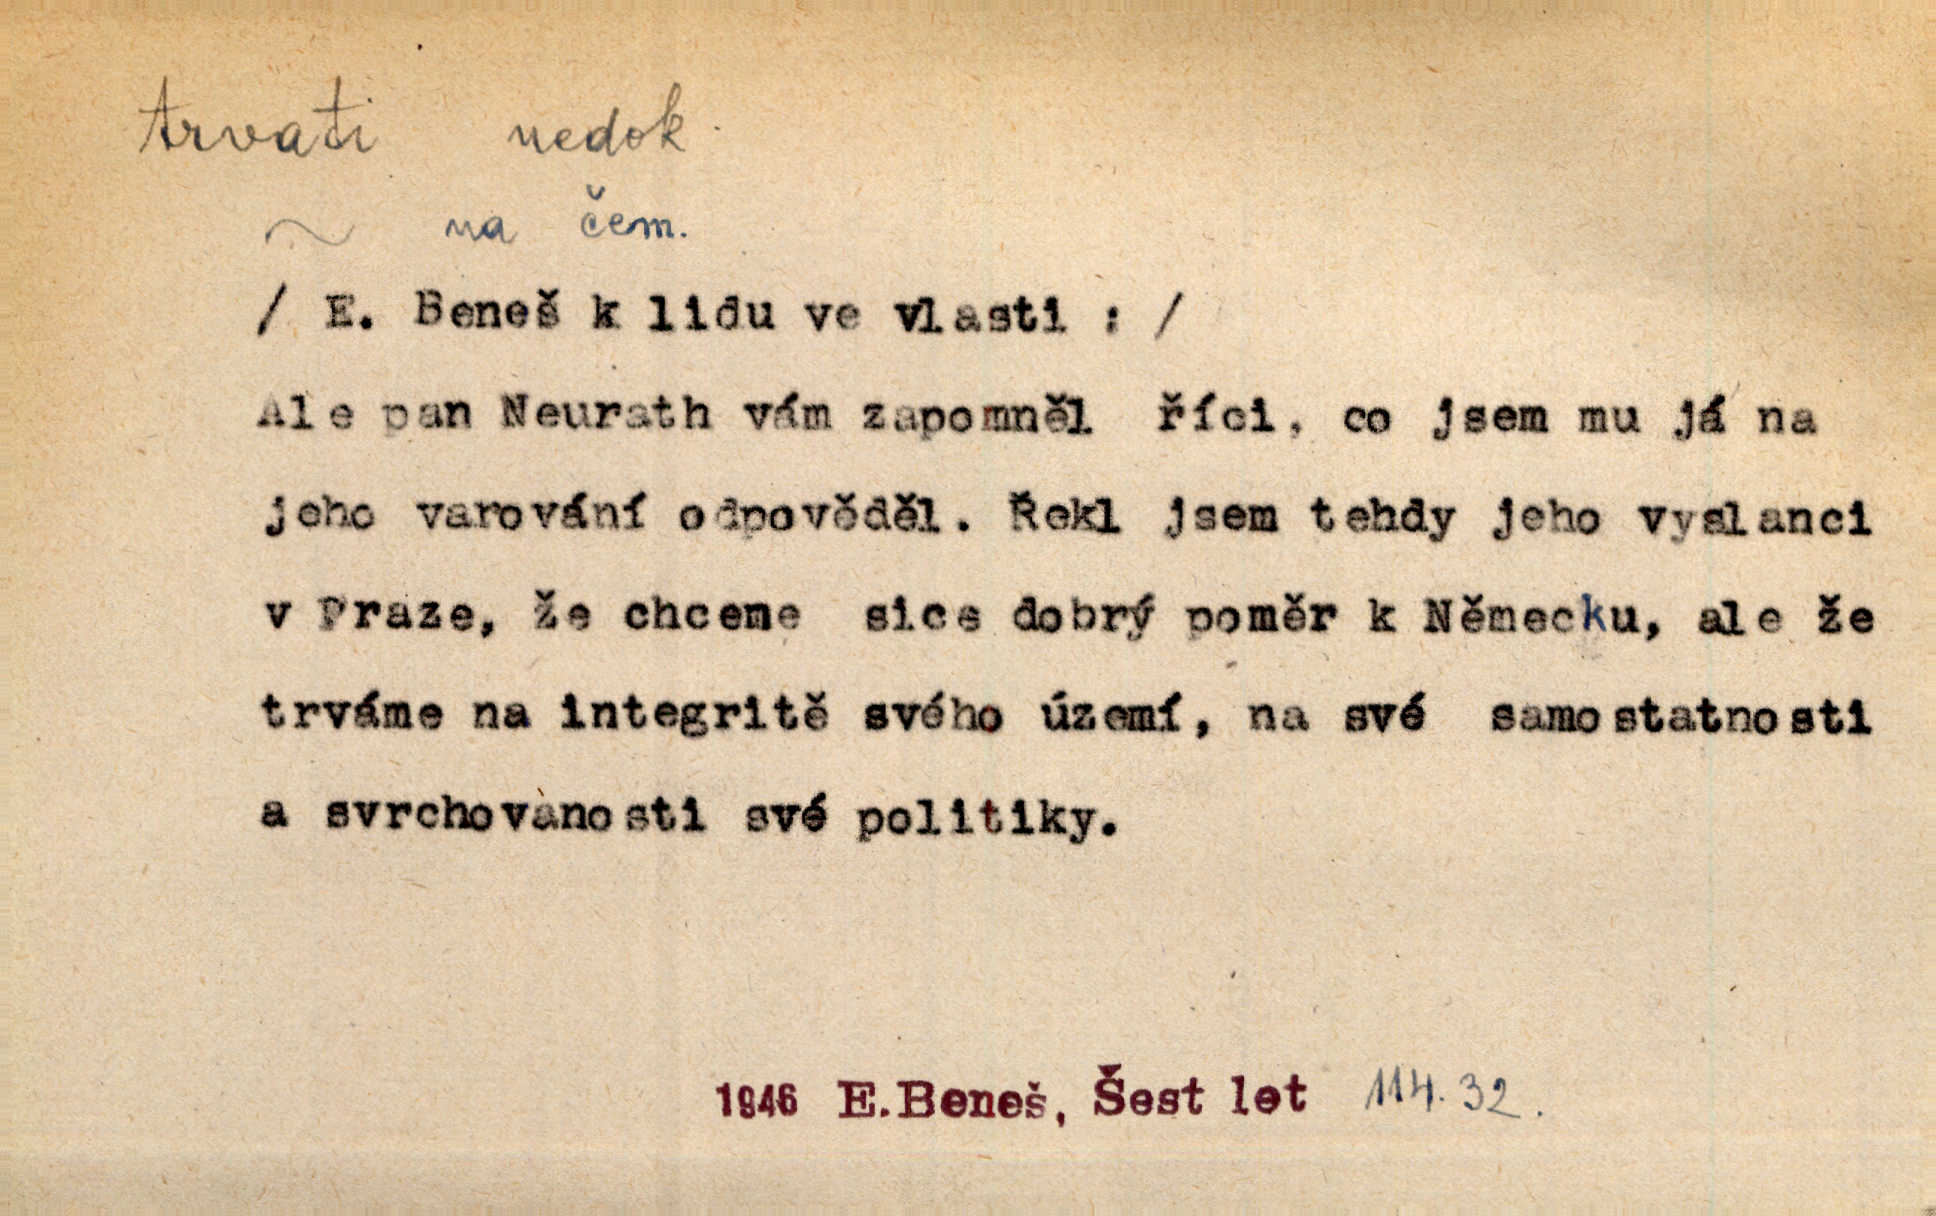 trvati nedok.
~ na čem.
/ E. Beneš k lidu ve vlasti : /
Ale pan Neurath vám zapomněl říci, co jsem mu já na
jeho varování odpověděl. Řekl jsem tehdy jeho vyslanci
v Praze, že chceme sice dobrý poměr k Německu, ale že
trváme na integritě svého území, na své samostatnosti
a svrchovanosti své politiky.
1946 E.Beneš, Šest let 114. 32.